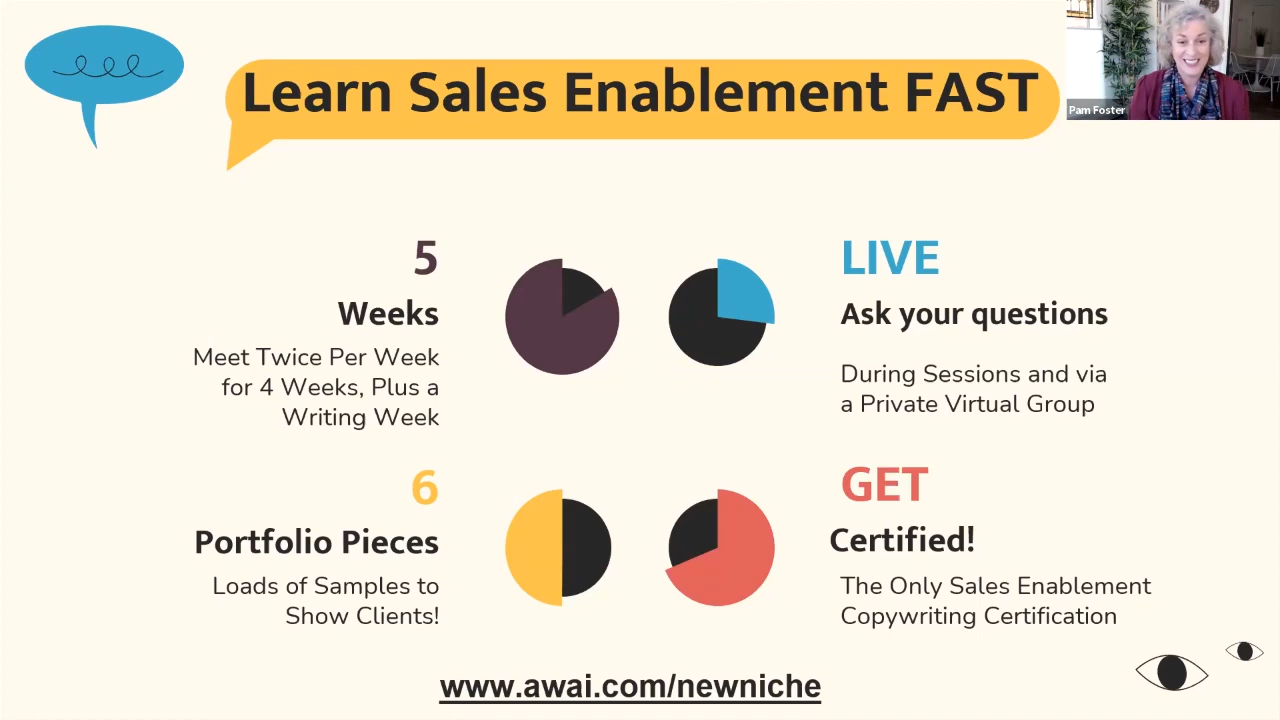 Learn Sales Enablement FAST
Pam Foster
5
Weeks
Meet Twice Per Week
for 4 Weeks, Plus a
Writing Week
LIVE
Ask your questions
During Sessions and via
a Private Virtual Group
6
Portfolio Pieces
Loads of Samples to
Show Clients!
GET
Certified!
The Only Sales Enablement
Copywriting Certification
www.awai.com/newniche